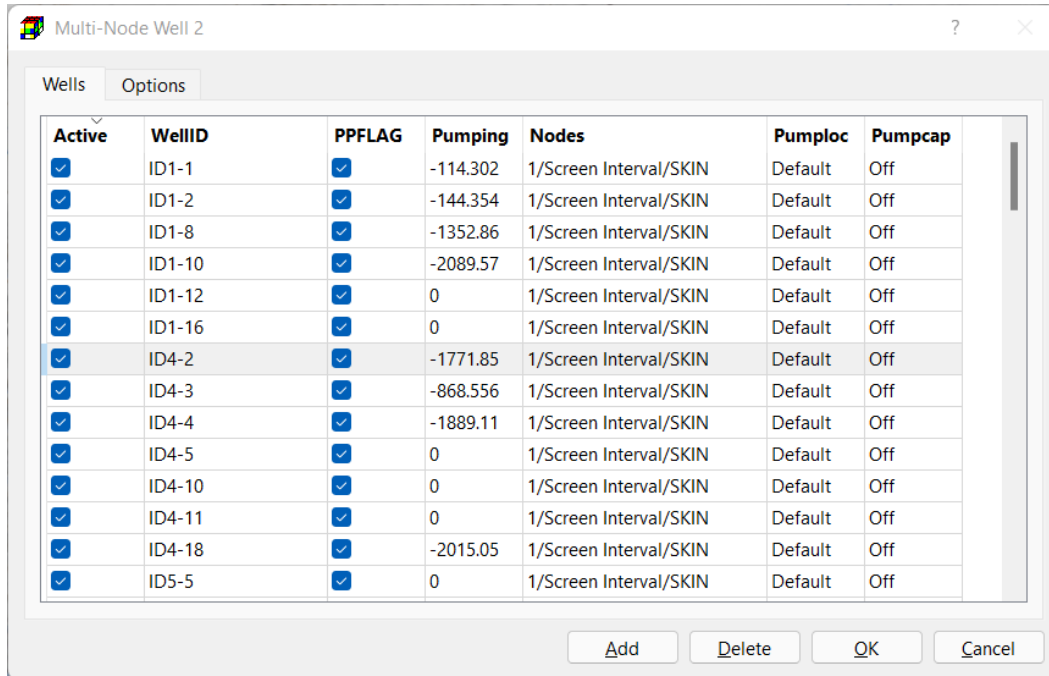 Multi-Node Well 2 ?
Wells Options
Active WellID PPFLAG Pumping Nodes Pumploc Pumpcap
ID1-1 -114.302 1/Screen Interval/SKIN Default Off
ID1-2 -144.354 1/Screen Interval/SKIN Default Off
ID1-8 -1352.86 1/Screen Interval/SKIN Default Off
ID1-10 -2089.57 1/Screen Interval/SKIN Default Off
ID1-12 0 1/Screen Interval/SKIN Default Off
ID1-16 0 1/Screen Interval/SKIN Default Off
ID4-2 -1771.85 1/Screen Interval/SKIN Default Off
ID4-3 -868.556 1/Screen Interval/SKIN Default Off
ID4-4 -1889.11 1/Screen Interval/SKIN Default Off
ID4-5 0 1/Screen Interval/SKIN Default Off
ID4-10 0 1/Screen Interval/SKIN Default Off
ID4-11 0 1/Screen Interval/SKIN Default Off
ID4-18 -2015.05 1/Screen Interval/SKIN Default Off
ID5-5 0 1/Screen Interval/SKIN Default Off
Add Delete OK Cancel